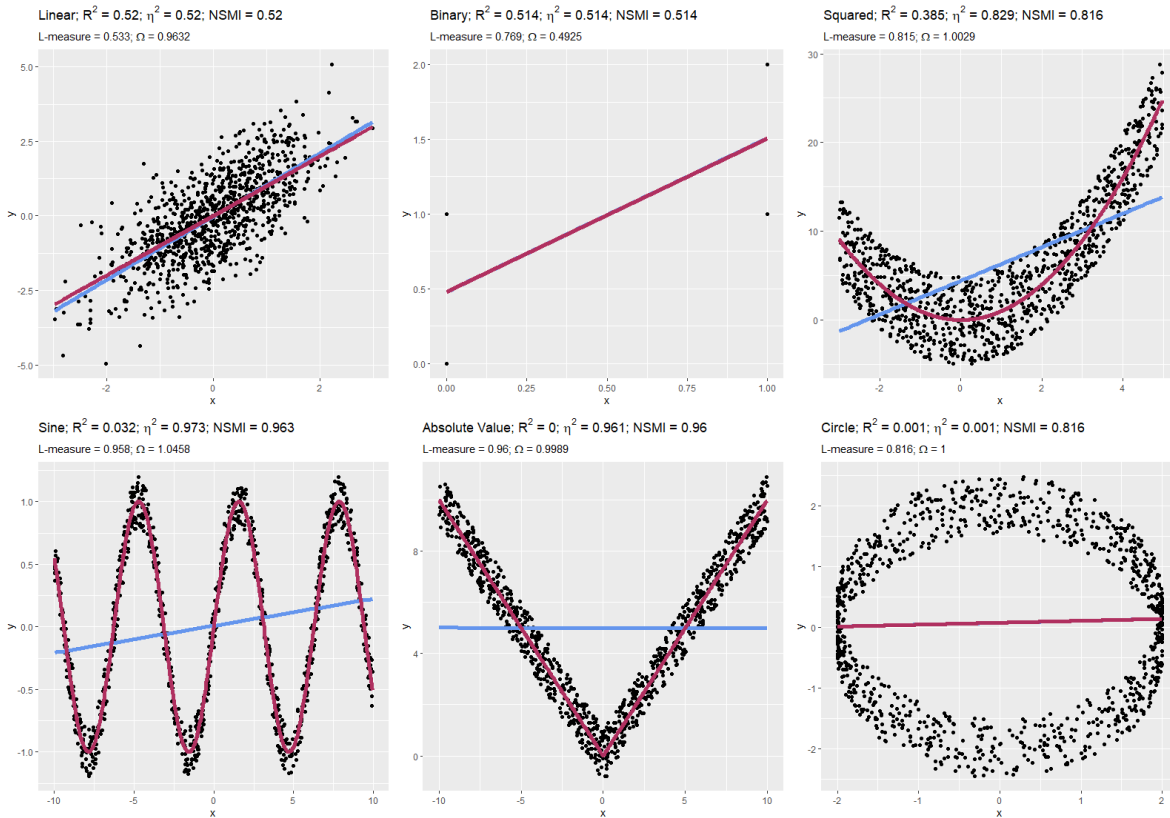 Linear; R² = 0.52; η² = 0.52; NSMI = 0.52
L-measure = 0.533; Ω = 0.9632
5.0
2.5
0.0
-2.5
-5.0
y
-2
0
2
x
Binary; R² = 0.514; η² = 0.514; NSMI = 0.514
L-measure = 0.769; Ω = 0.4925
2.0
1.5
1.0
0.5
0.0
y
0.00
0.25
0.50
0.75
1.00
x
Squared; R² = 0.385; η² = 0.829; NSMI = 0.816
L-measure = 0.815; Ω = 1.0029
30
20
10
0
y
-2
0
2
4
x
Sine; R² = 0.032; η² = 0.973; NSMI = 0.963
L-measure = 0.958; Ω = 1.0458
1.0
0.5
0.0
-0.5
-1.0
y
-10
-5
0
5
10
x
Absolute Value; R² = 0; η² = 0.961; NSMI = 0.96
L-measure = 0.96; Ω = 0.9989
8
4
0
y
-10
-5
0
5
10
x
Circle; R² = 0.001; η² = 0.001; NSMI = 0.816
L-measure = 0.816; Ω = 1
2
1
0
-1
-2
y
-2
-1
0
1
2
x